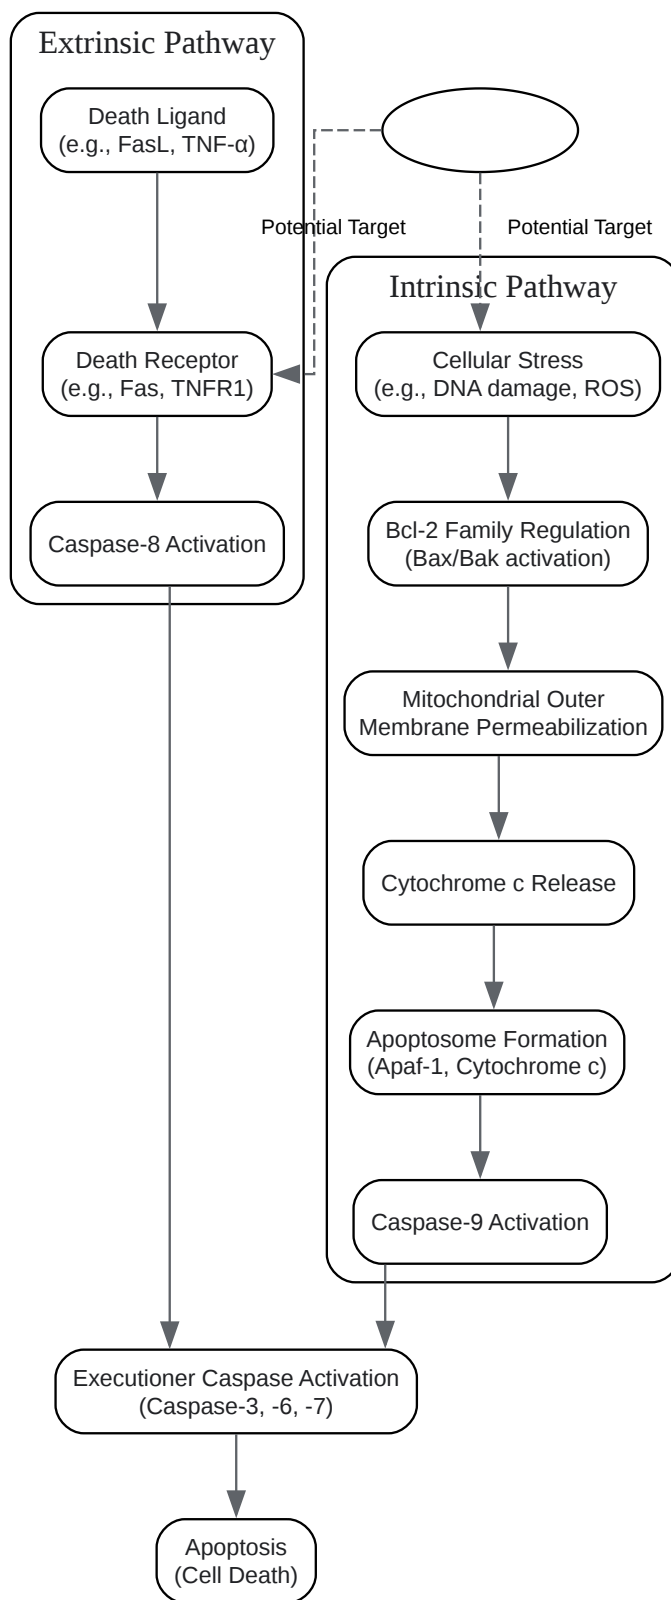 Extrinsic Pathway
Death Ligand
(e.g., FasL, TNF-α)
Potential Target
Potential Target
Intrinsic Pathway
Death Receptor
(e.g., Fas, TNFR1)
Cellular Stress
(e.g., DNA damage, ROS)
Caspase-8 Activation
Bcl-2 Family Regulation
(Bax/Bak activation)
Mitochondrial Outer
Membrane Permeabilization
Cytochrome c Release
Apoptosome Formation
(Apaf-1, Cytochrome c)
Caspase-9 Activation
Executioner Caspase Activation
(Caspase-3, -6, -7)
Apoptosis
(Cell Death)